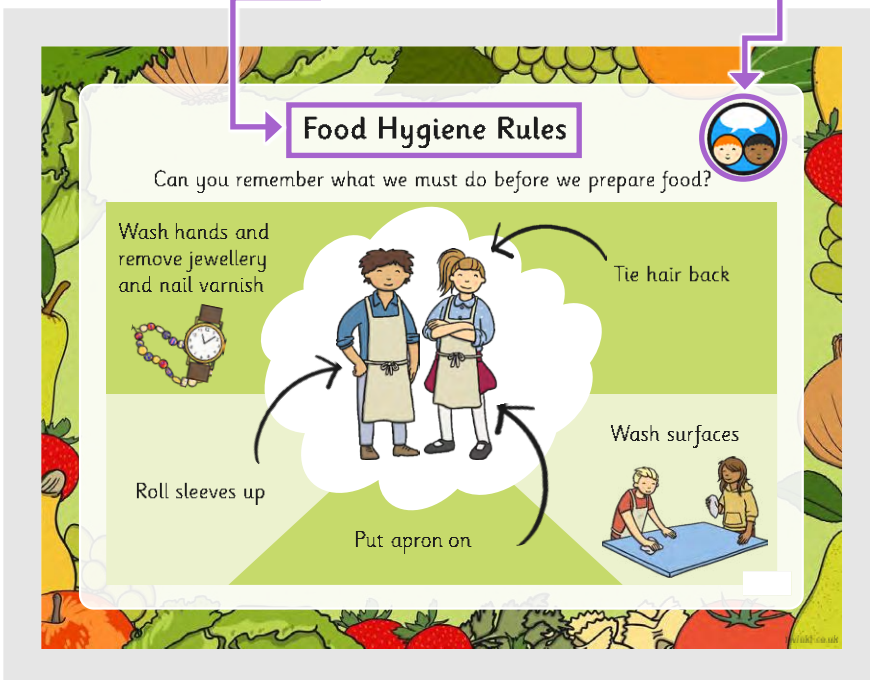 Food Hygiene Rules
Can you remember what we must do before we prepare food?
Wash hands and
remove jewellery
and nail varnish
Tie hair back
Roll sleeves up
Wash surfaces
Put apron on